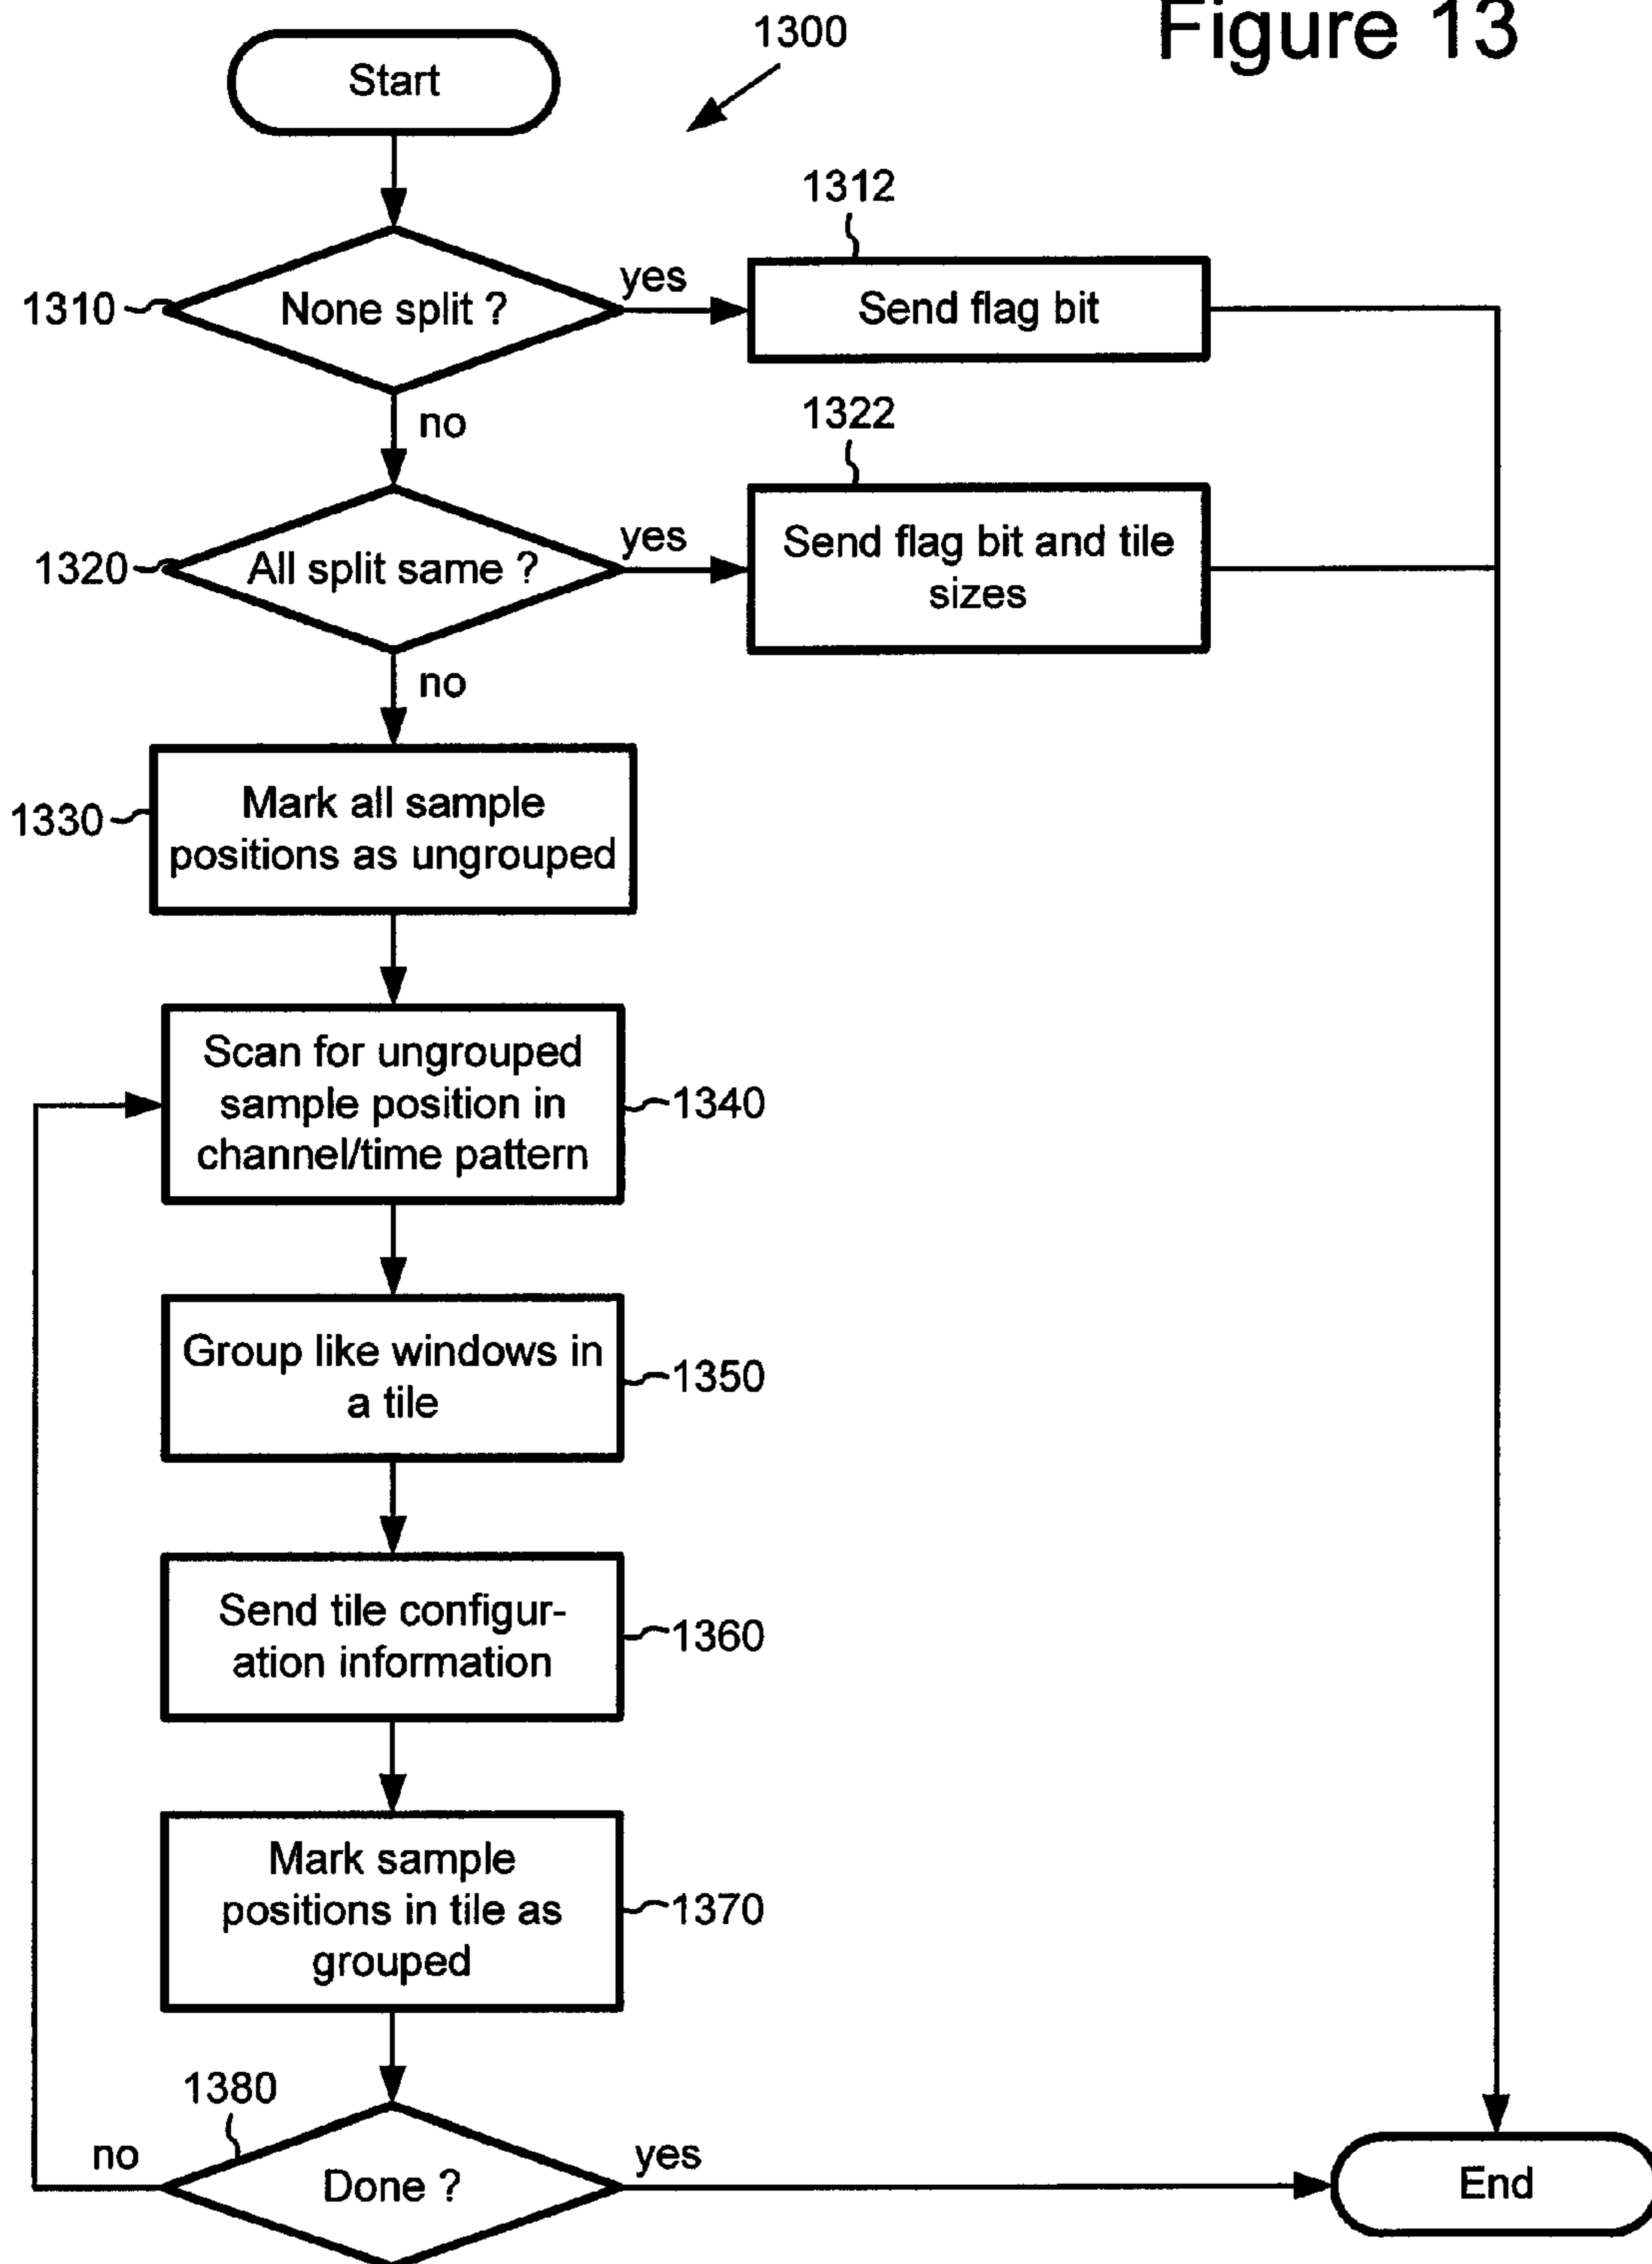 Figure 13
1300
Start
1312
1310
None split ?
yes
Send flag bit
no
1322
1320
All split same ?
yes
Send flag bit and tile
sizes
no
1330
Mark all sample
positions as ungrouped
Scan for ungrouped
sample position in
channel/time pattern
1340
Group like windows in
a tile
1350
Send tile configur-
ation information
1360
Mark sample
positions in tile as
grouped
1370
1380
no
Done ?
yes
End